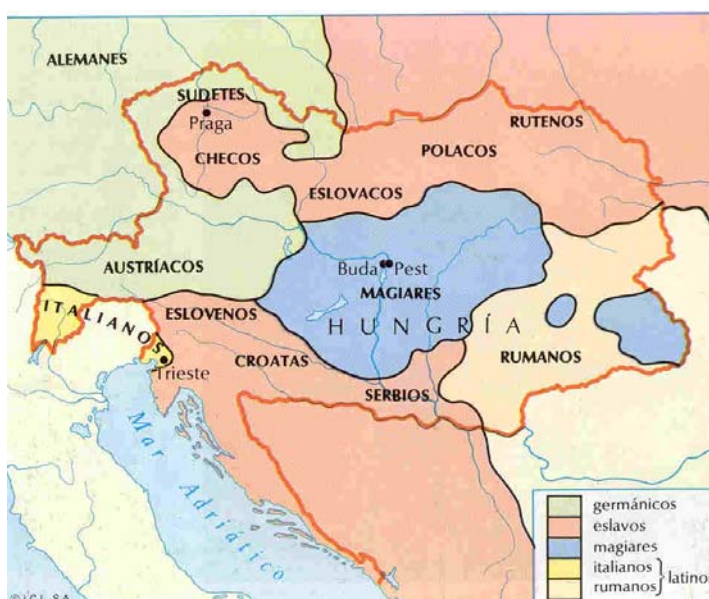 ALEMANES
SUDETES
Praga
CHECOS
RUTENOS
POLACOS
ESLOVACOS
AUSTRÍACOS
Buda Pest
MAGIARES
HUNGRÍA
ITALIANOS
ESLOVENOS
RUMANOS
CROATAS
Trieste
SERBIOS
Mar Adriático
germánicos
eslavos
magiares
italianos
rumanos
latinos